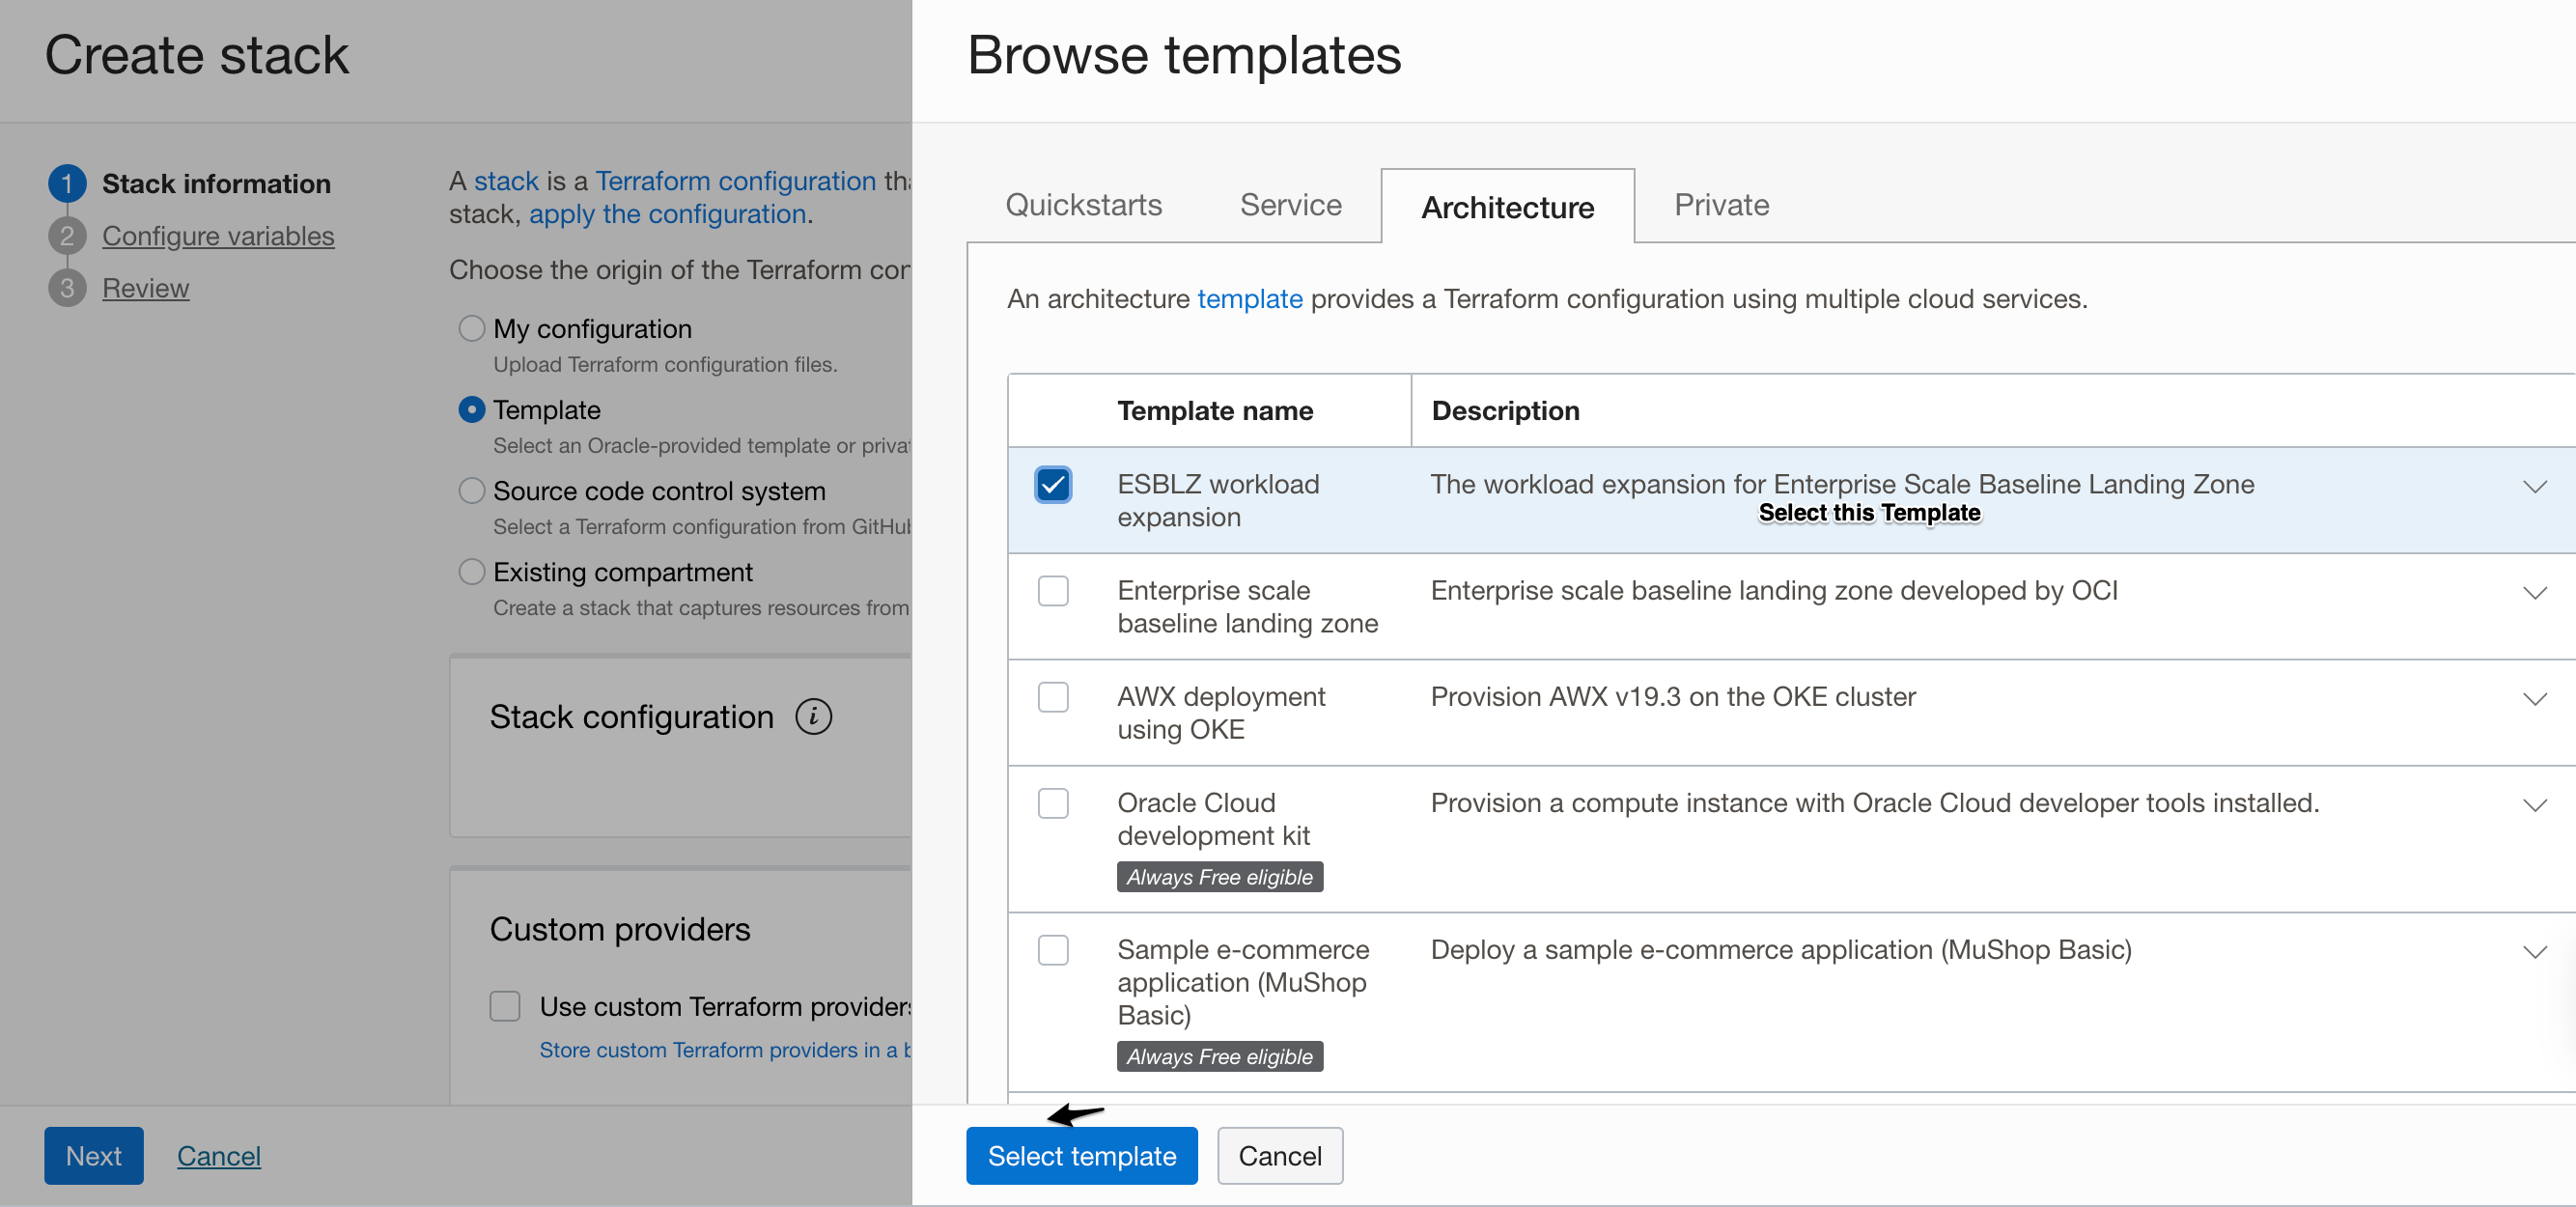 Create stack
1 Stack information
2 Configure variables
3 Review
A stack is a Terraform configuration
stack, apply the configuration.
Choose the origin of the Terraform
My configuration
Upload Terraform configuration files.
Template
Select an Oracle-provided template or
Source code control system
Select a Terraform configuration from
Existing compartment
Create a stack that captures resources from
Stack configuration i
Custom providers
Use custom Terraform
Store custom Terraform providers in a
Next
Cancel
Browse templates
Quickstarts
Service
Architecture
Private
An architecture template provides a Terraform configuration using multiple cloud services.
Template name
Description
ESBLZ workload
expansion
The workload expansion for Enterprise Scale Baseline Landing Zone
Select this Template
Enterprise scale
baseline landing zone
Enterprise scale baseline landing zone developed by OCI
AWX deployment
using OKE
Provision AWX v19.3 on the OKE cluster
Oracle Cloud
development kit
Always Free eligible
Provision a compute instance with Oracle Cloud developer tools installed.
Sample e-commerce
application (MuShop
Basic)
Always Free eligible
Deploy a sample e-commerce application (MuShop Basic)
Select template
Cancel